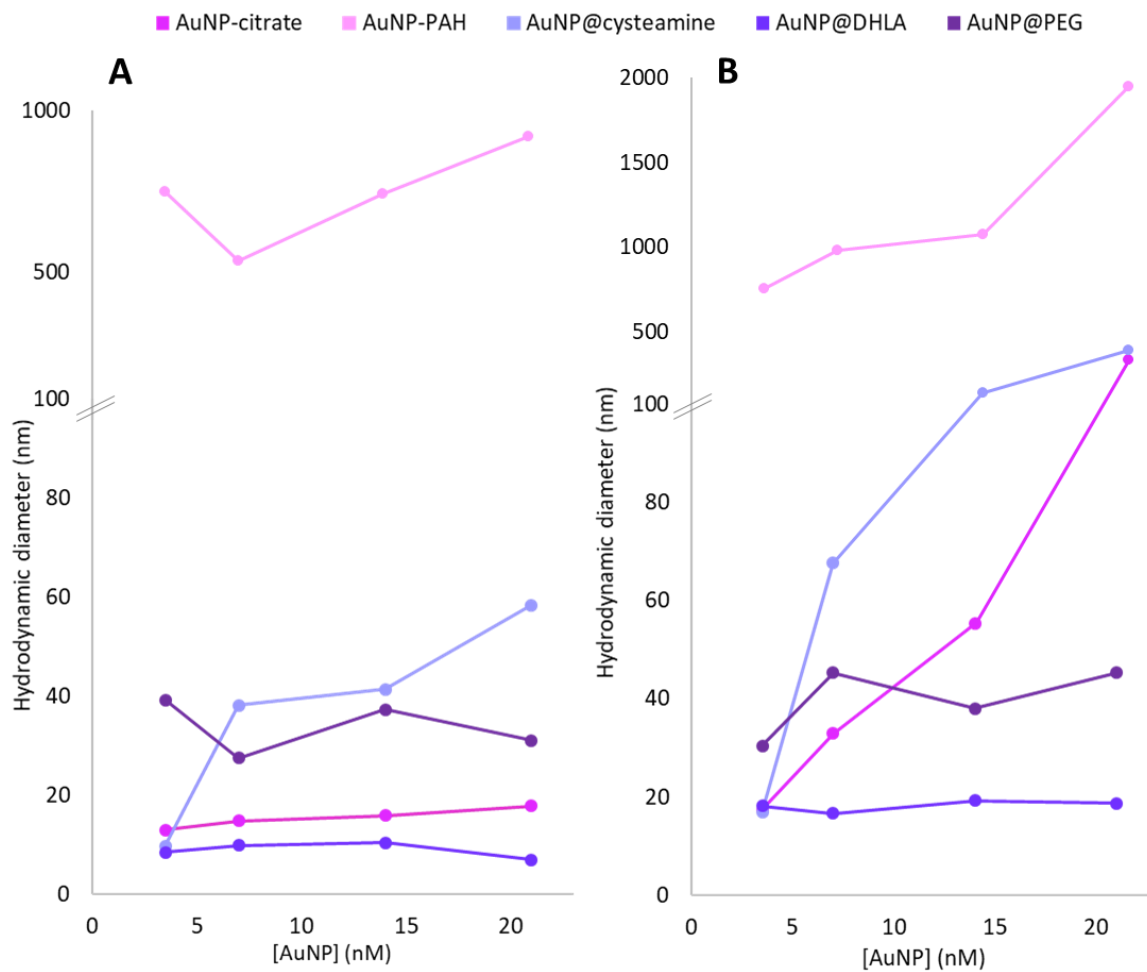 AuNP-citrate AuNP-PAH AuNP@cysteamine AuNP@DHLA AuNP@PEG
A
1000
500
100
80
60
40
20
0
Hydrodynamic diameter (nm)
0 5 10 15 20
[AuNP] (nM)
B
2000
1500
1000
500
100
80
60
40
20
0
Hydrodynamic diameter (nm)
0 5 10 15 20
[AuNP] (nM)